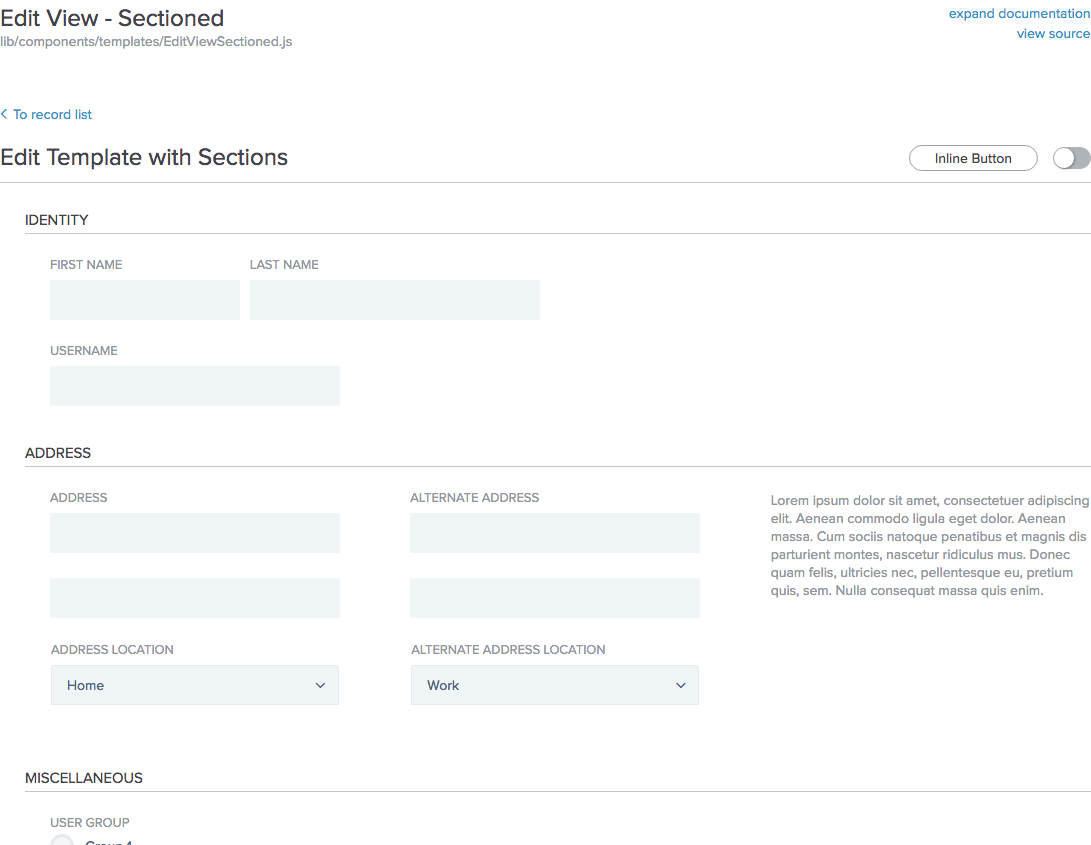 Edit View - Sectioned
expand documentation
lib/components/templates/EditViewSectioned.js
view source
To record list
Edit Template with Sections
Inline Button
IDENTITY
FIRST NAME
LAST NAME
USERNAME
ADDRESS
ADDRESS
ALTERNATE ADDRESS
Lorem ipsum dolor sit amet, consectetuer adipiscing
elit. Aenean commodo ligula eget dolor. Aenean
massa. Cum sociis natoque penatibus et magnis dis
parturient montes, nascetur ridiculus mus. Donec
quam felis, ultricies nec, pellentesque eu, pretium
quis, sem. Nulla consequat massa quis enim.
ADDRESS LOCATION
ALTERNATE ADDRESS LOCATION
Home
Work
MISCELLANEOUS
USER GROUP
Group 1